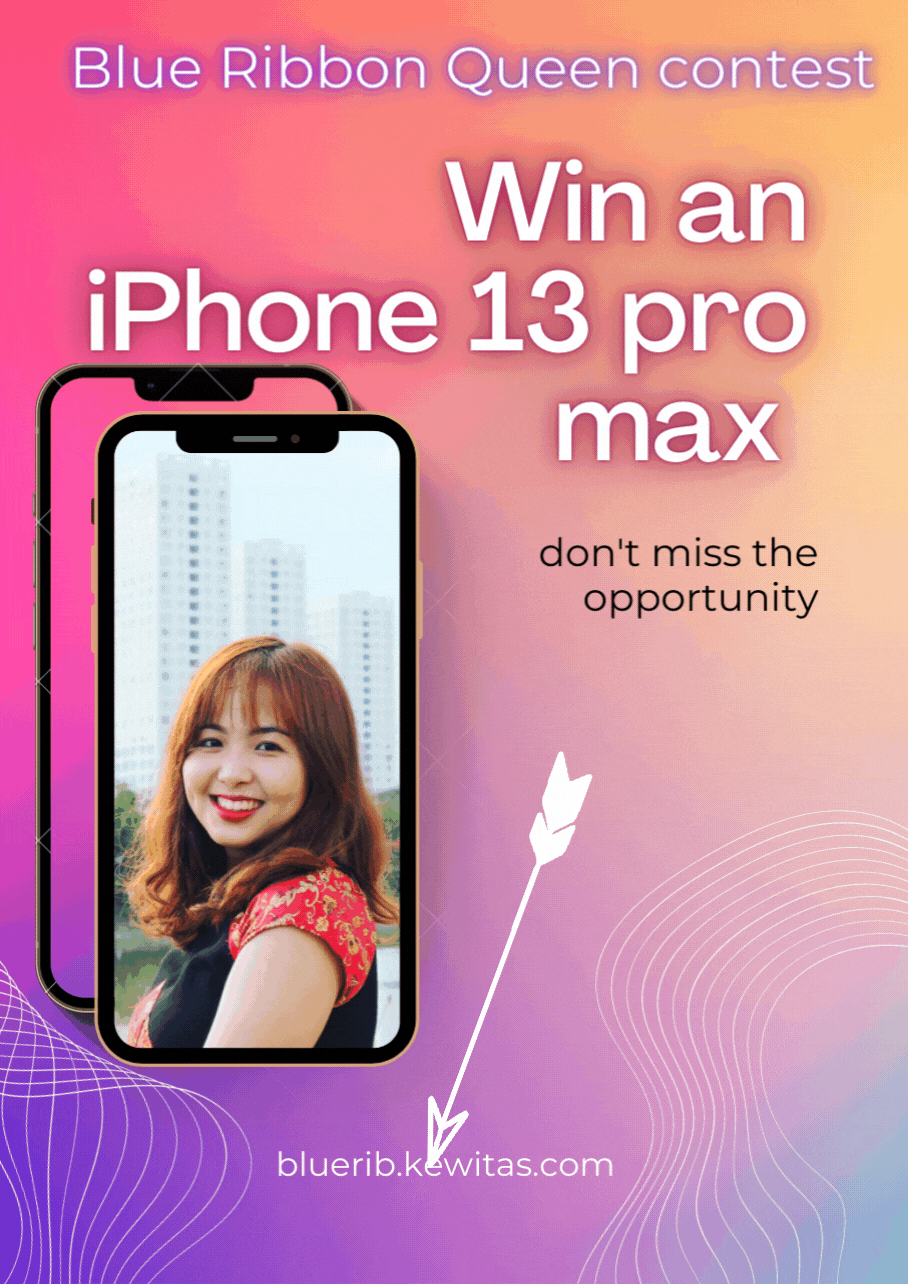 Blue Ribbon Queen contest
Win an
iPhone 13 pro
max
don't miss the
opportunity
bluerib.kewitas.com